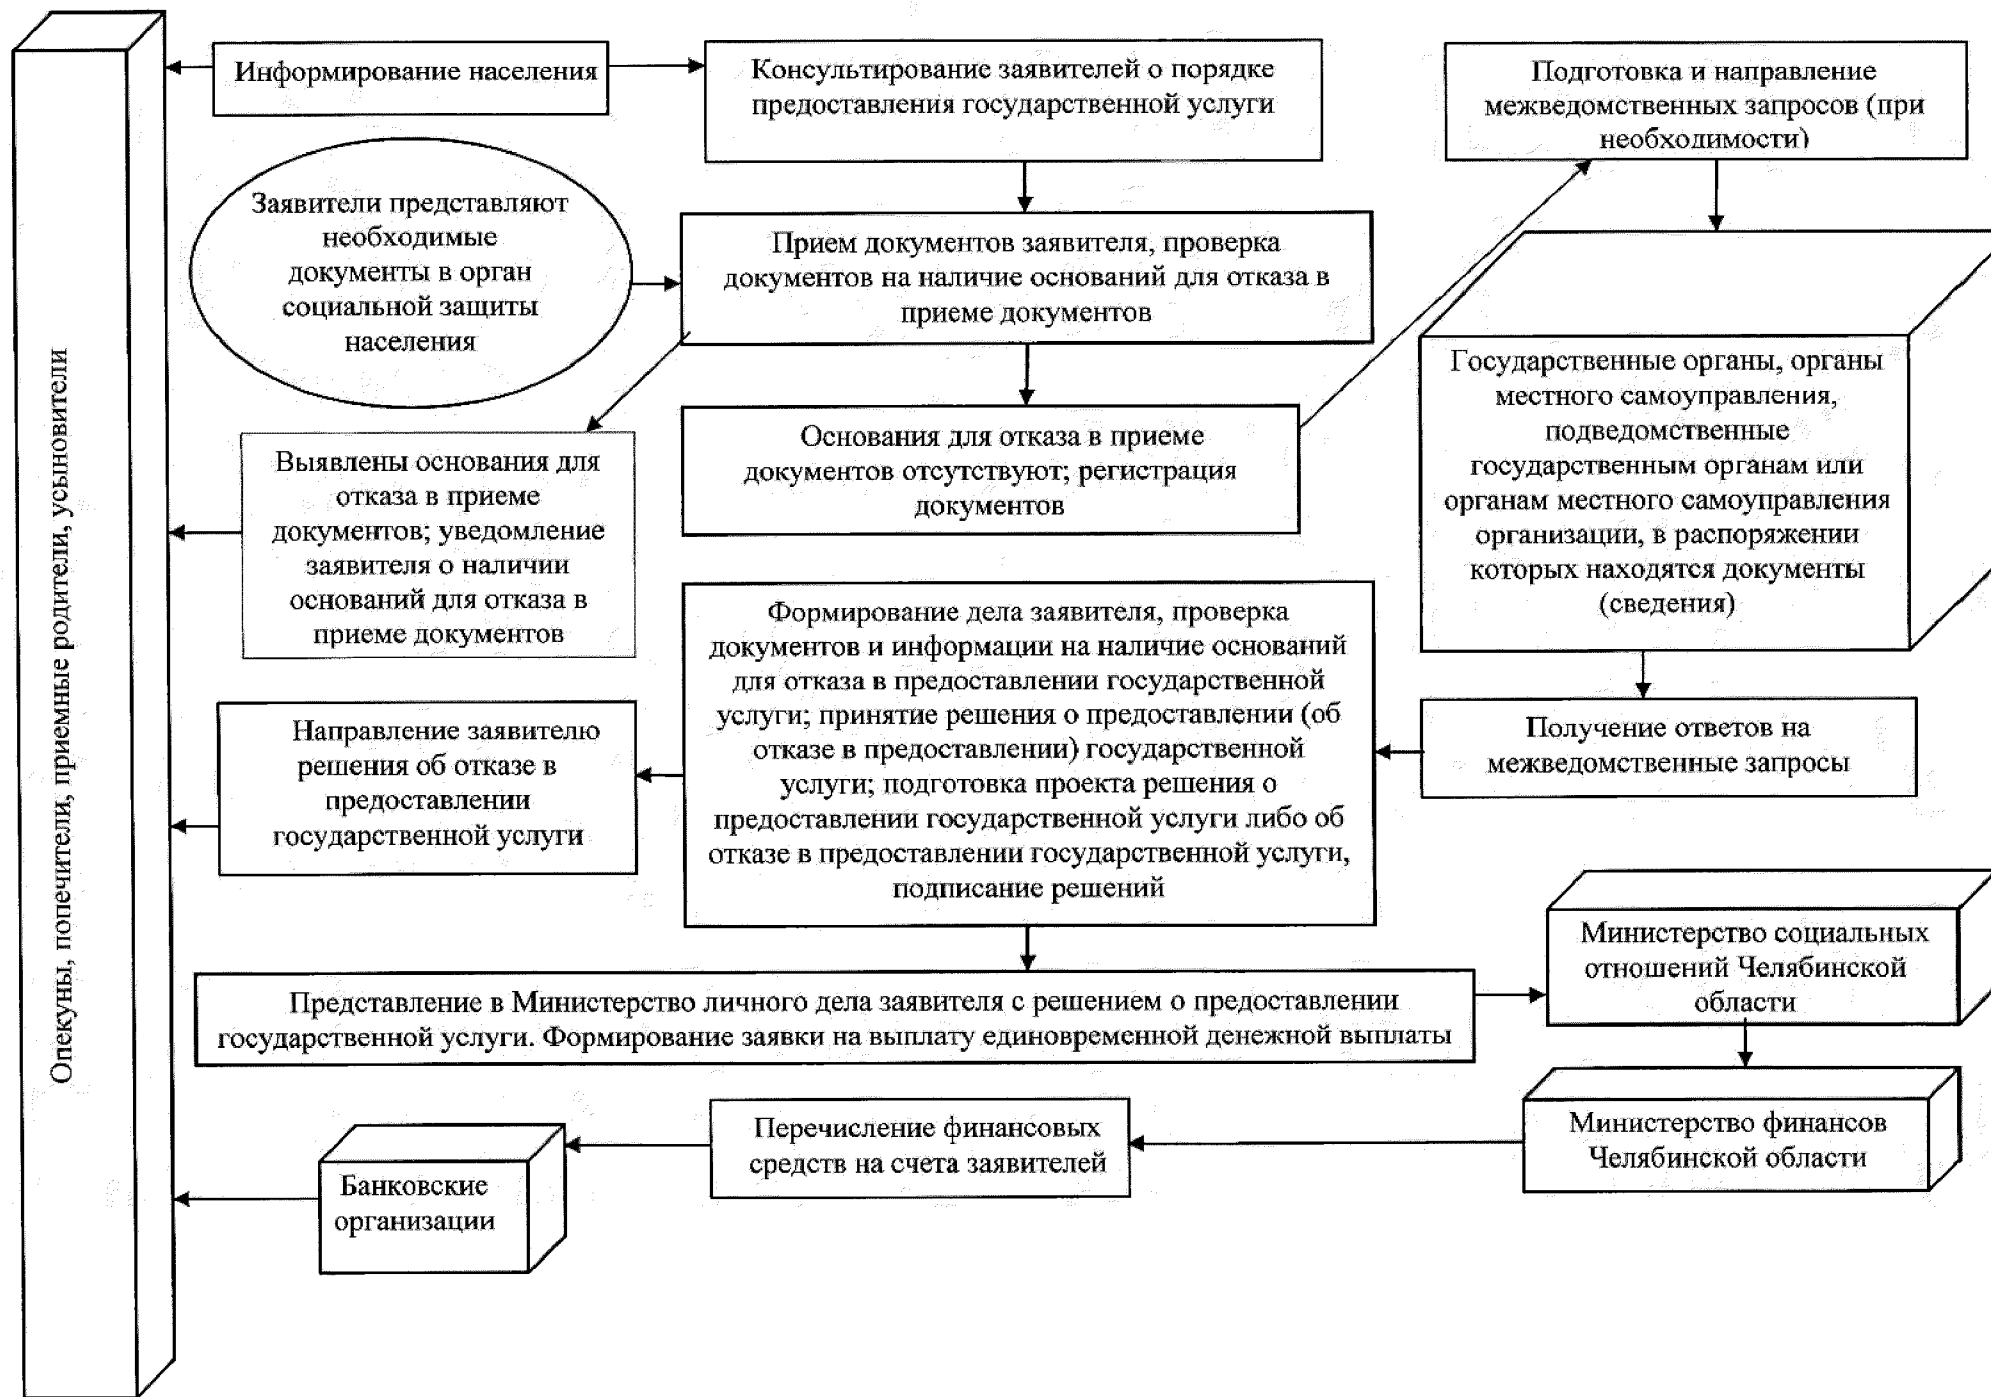 Опекуны, попечители, приемные родители, усыновители
Информирование населения
Консультирование заявителей о порядке
предоставления государственной услуги
Подготовка и направление
межведомственных запросов (при
необходимости)
Заявители представляют
необходимые
документы в орган
социальной защиты
населения
Прием документов заявителя, проверка
документов на наличие оснований для отказа в
приеме документов
Государственные органы, органы
местного самоуправления,
подведомственные
государственным органам или
органам местного самоуправления
организации, в распоряжении
которых находятся документы
(сведения)
Основания для отказа в приеме
документов отсутствуют; регистрация
документов
Выявлены основания для
отказа в приеме
документов; уведомление
заявителя о наличии
оснований для отказа в
приеме документов
Формирование дела заявителя, проверка
документов и информации на наличие оснований
для отказа в предоставлении государственной
услуги; принятие решения о предоставлении (об
отказе в предоставлении) государственной
услуги; подготовка проекта решения о
предоставлении государственной услуги либо об
отказе в предоставлении государственной услуги,
подписание решений
Получение ответов на
межведомственные запросы
Направление заявителю
решения об отказе в
предоставлении
государственной услуги
Министерство социальных
отношений Челябинской
области
Представление в Министерство личного дела заявителя с решением о предоставлении
государственной услуги. Формирование заявки на выплату единовременной денежной выплаты
Министерство финансов
Челябинской области
Перечисление финансовых
средств на счета заявителей
Банковские
организации